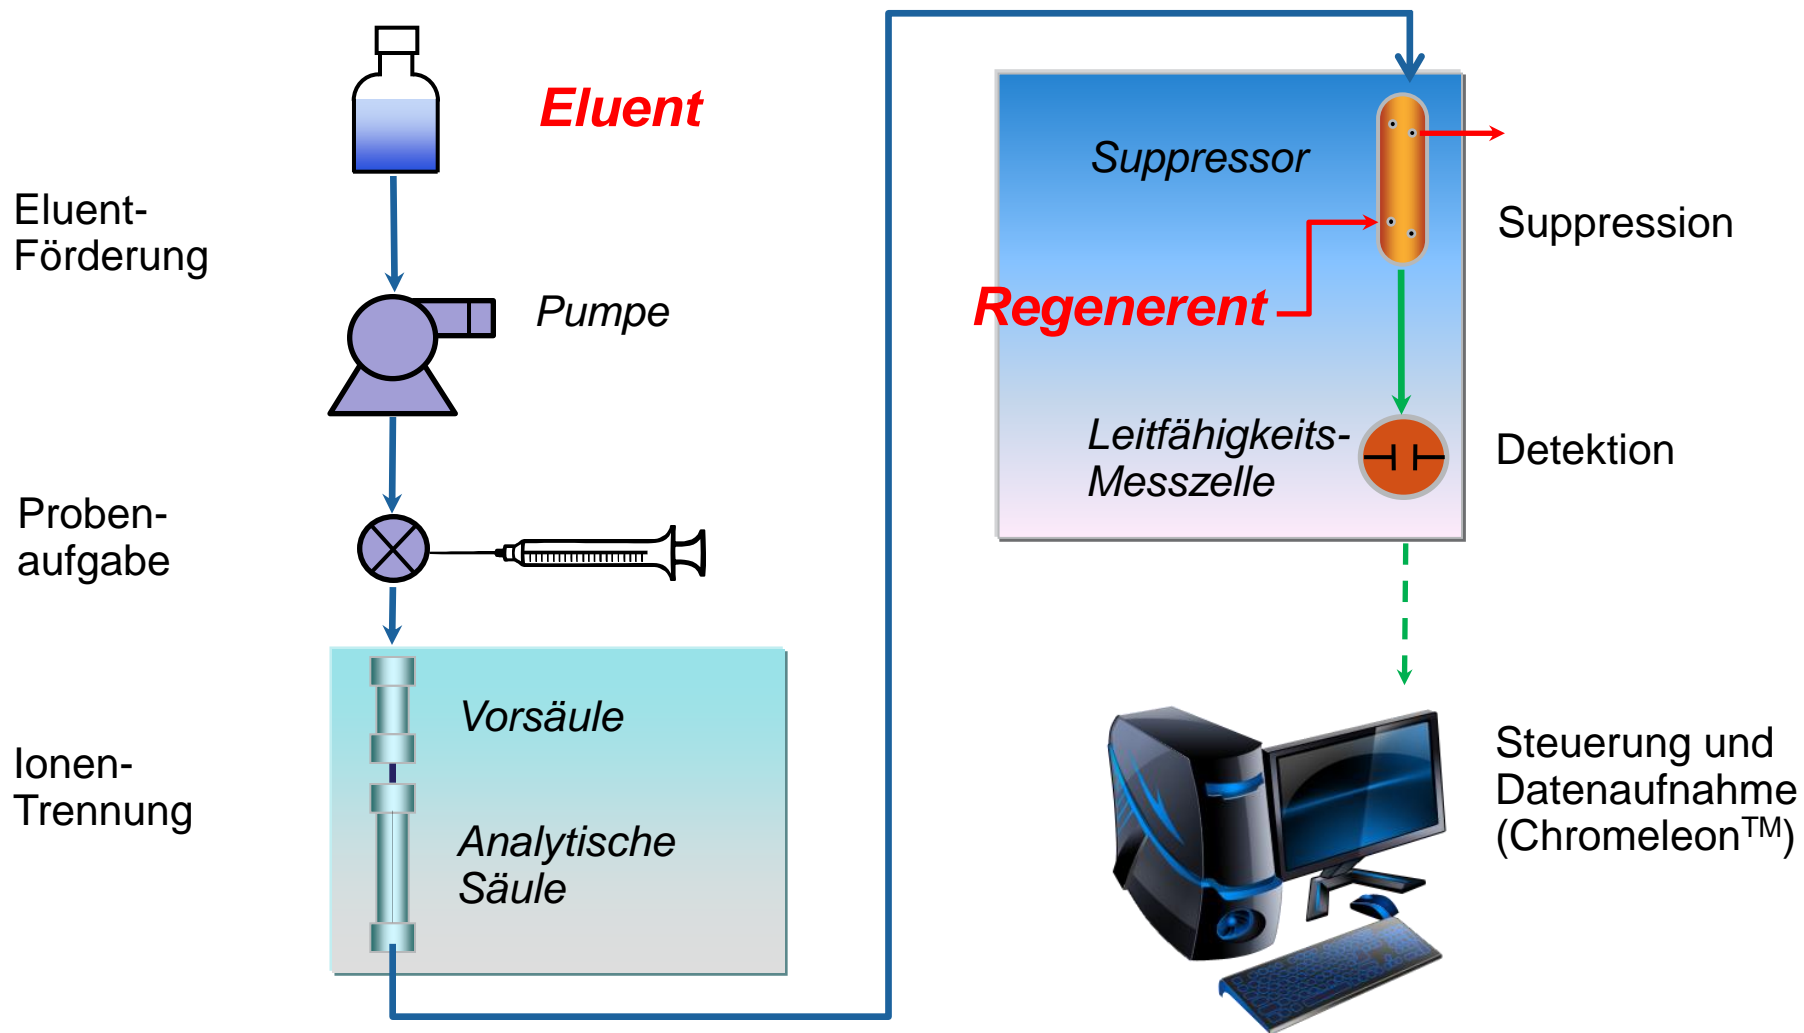 Eluent
Eluent-
Förderung
Pumpe
Proben-
aufgabe
Vorsäule
Ionen-
Trennung
Analytische
Säule
Suppressor
Suppression
Regenerent
Leitfähigkeits-
Messzelle
Detektion
Steuerung und
Datenaufnahme
(Chromeleon™)